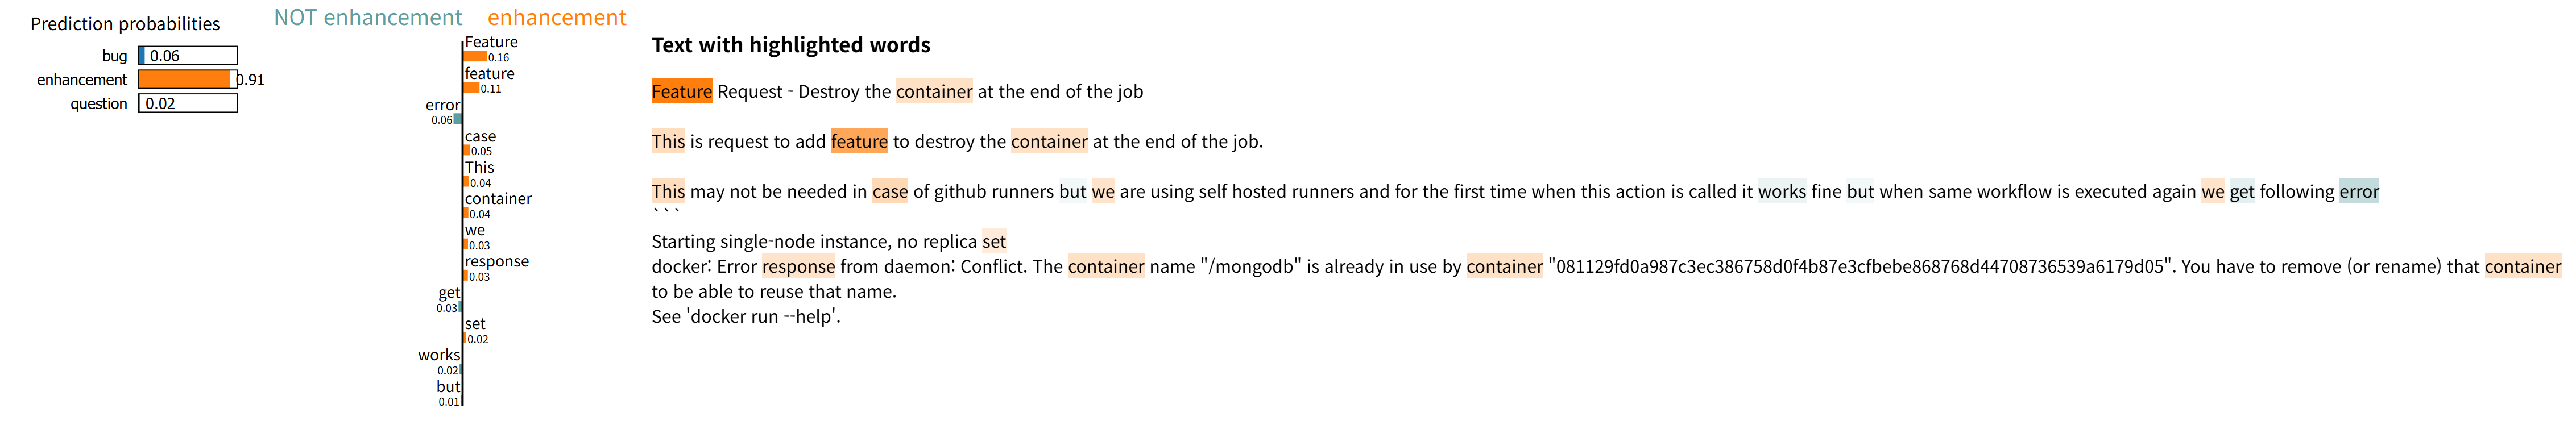 Prediction probabilities
bug 0.06
enhancement 0.91
question 0.02
NOT enhancement enhancement
Feature
0.16
feature
0.11
error
0.06
case
0.05
This
0.04
container
0.04
we
0.03
response
0.03
get
0.03
set
0.02
works
0.02
but
0.01
Text with highlighted words
Feature Request - Destroy the container at the end of the job
This is request to add feature to destroy the container at the end of the job.
This may not be needed in case of github runners but we are using self hosted runners and for the first time when this action is called it works fine but when same workflow is executed again we get following error
```
Starting single-node instance, no replica set
docker: Error response from daemon: Conflict. The container name "/mongodb" is already in use by container "081129fd0a987c3ec386758d0f4b87e3cfbebe868768d44708736539a6179d05". You have to remove (or rename) that container
to be able to reuse that name.
See 'docker run --help'.